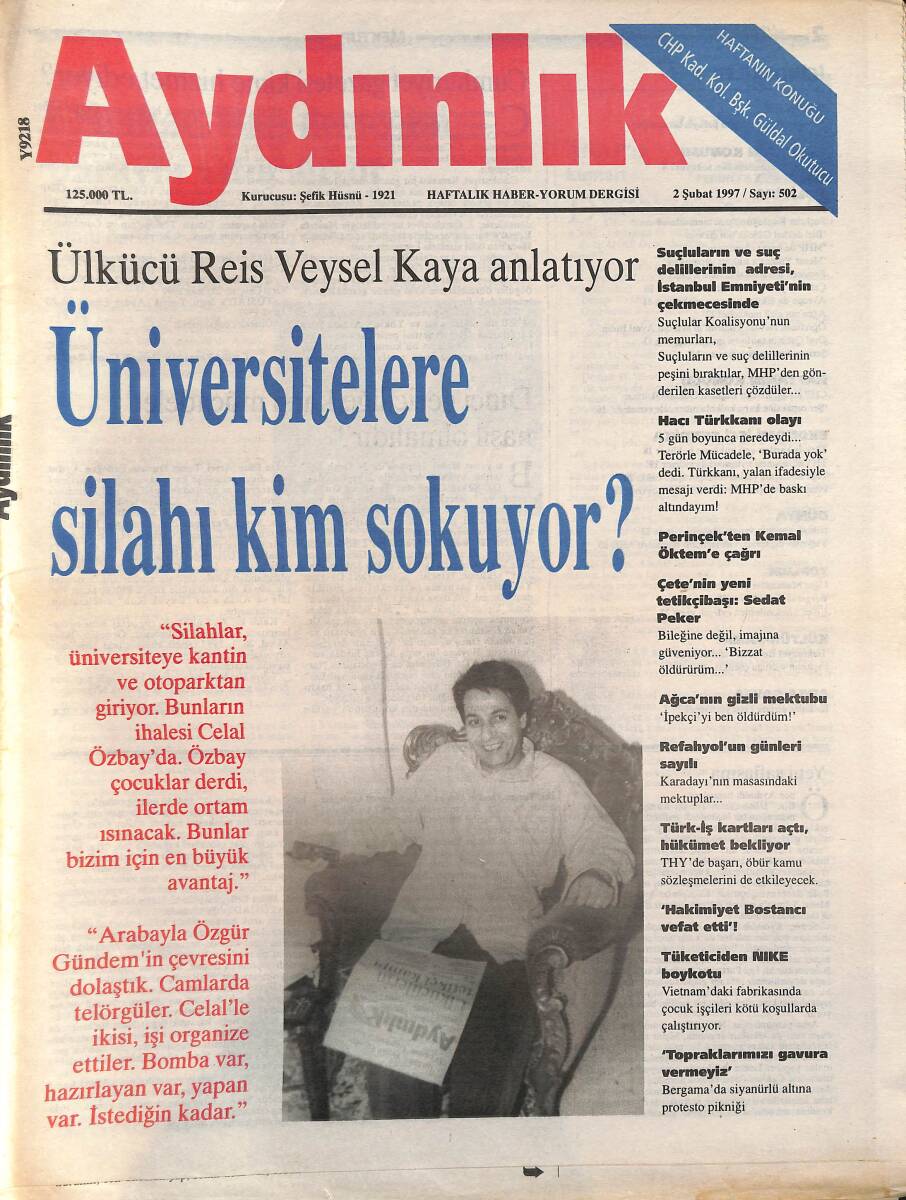 Aydınlık
HAFTANIN KONUĞU
CHP Kad. Kol. Bşk. Güldal Okutucu
Y9218
125.000 TL.
Kurucusu: Şefik Hüsnü - 1921
HAFTALIK HABER-YORUM DERGİSİ
2 Şubat 1997 / Sayı: 502
Ülkücü Reis Veysel Kaya anlatıyor
Üniversitelere
silahı kim sokuyor?
“Silahlar,
üniversiteye kantin
ve otoparktan
giriyor. Bunların
ihalesi Celal
Özbay’da. Özbay
çocuklar derdi,
ilerde ortam
ısınacak. Bunlar
bizim için en büyük
avantaj.”
“Arabayla Özgür
Gündem'in çevresini
dolaştık. Camlarda
telörgüler. Celal’le
ikisi, işi organize
ettiler. Bomba var,
hazırlayan var, yapan
var. İstediğin kadar.”
Aydınlık
Suçluların ve suç
delillerinin adresi,
İstanbul Emniyeti’nin
çekmecesinde
Suçlular Koalisyonu’nun
memurları,
Suçluların ve suç delillerinin
peşini bıraktılar, MHP’den gön-
derilen kasetleri çözdüler...
Hacı Türkkanı olayı
5 gün boyunca neredeydi...
Terörle Mücadele, ‘Burada yok’
dedi. Türkkanı, yalan ifadesiyle
mesajı verdi: MHP’de baskı
altındayım!
Perinçek’ten Kemal
Öktem’e çağrı
Çete’nin yeni
tetikçibaşı: Sedat
Peker
Bileğine değil, imajına
güveniyor... ‘Bizzat
öldürürüm...’
Ağca’nın gizli mektubu
‘İpekçi’yi ben öldürdüm!’
Refahyol’un günleri
sayılı
Karadayı’nın masasındaki
mektuplar...
Türk-İş kartları açtı,
hükümet bekliyor
THY’de başarı, öbür kamu
sözleşmelerini de etkileyecek.
‘Hakimiyet Bostancı
vefat etti’!
Tüketiciden NIKE
boykotu
Vietnam’daki fabrikasında
çocuk işçileri kötü koşullarda
çalıştırıyor.
‘Topraklarımızı gavura
vermeyiz’
Bergama’da siyanürlü altına
protesto pikniği